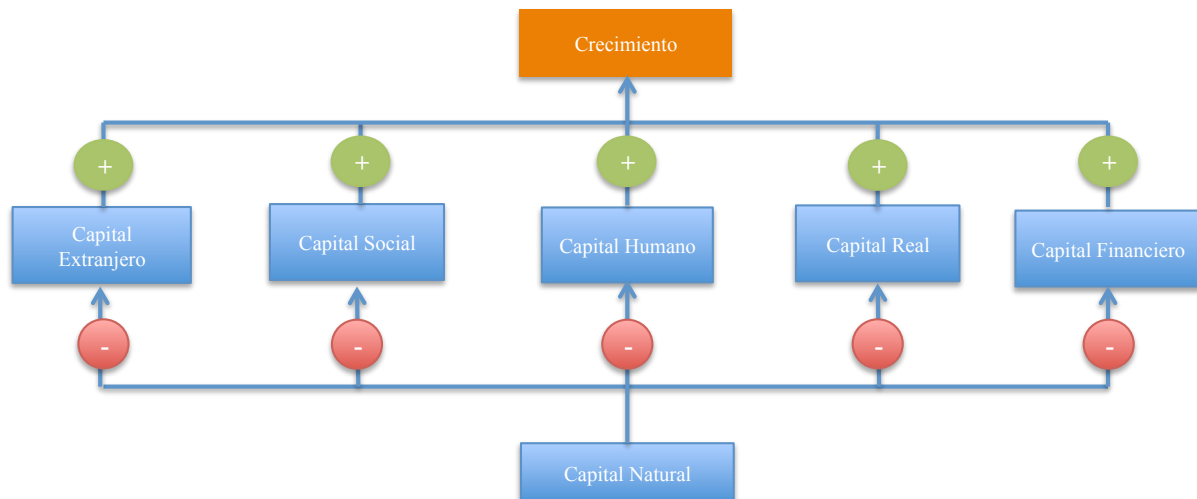 Crecimiento
+ + + + +
Capital
Extranjero
Capital Social
Capital Humano
Capital Real
Capital Financiero
- - - - -
Capital Natural